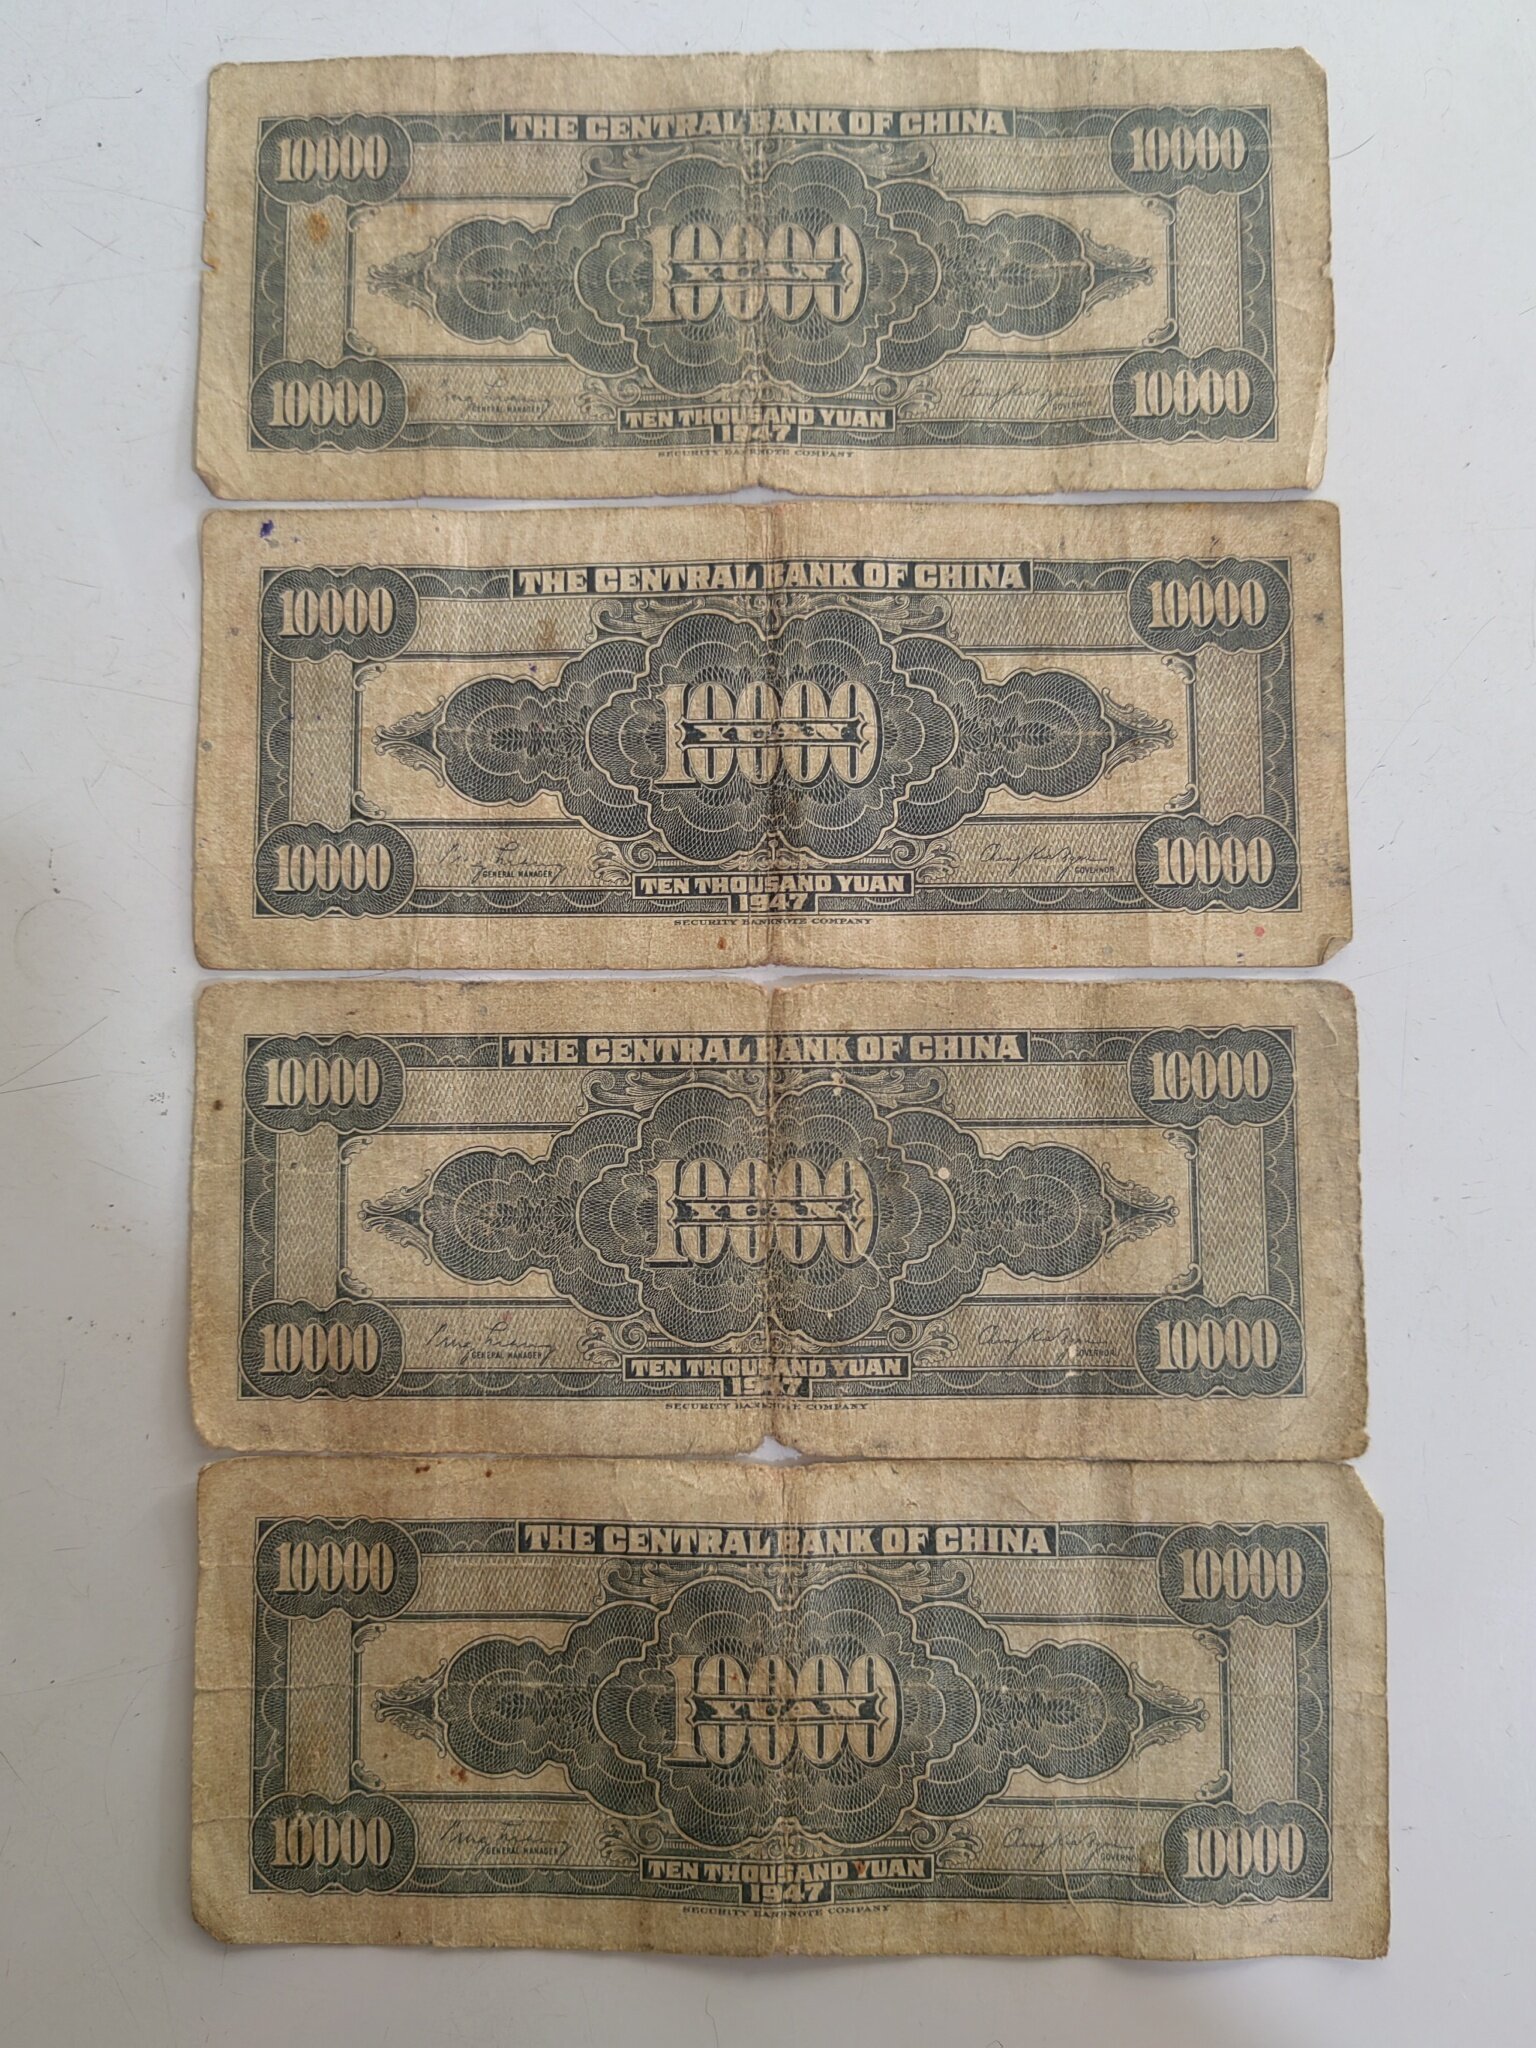 THE CENTRAL BANK OF CHINA
10000 10000
10000
YUAN
10000 10000
GENERAL MANAGER GOVERNOR
TEN THOUSAND YUAN
1947
SECURITY BANKNOTE COMPANY
THE CENTRAL BANK OF CHINA
10000 10000
10000
YUAN
10000 10000
GENERAL MANAGER GOVERNOR
TEN THOUSAND YUAN
1947
SECURITY BANKNOTE COMPANY
THE CENTRAL BANK OF CHINA
10000 10000
10000
YUAN
10000 10000
GENERAL MANAGER GOVERNOR
TEN THOUSAND YUAN
1947
SECURITY BANKNOTE COMPANY
THE CENTRAL BANK OF CHINA
10000 10000
10000
YUAN
10000 10000
GENERAL MANAGER GOVERNOR
TEN THOUSAND YUAN
1947
SECURITY BANKNOTE COMPANY